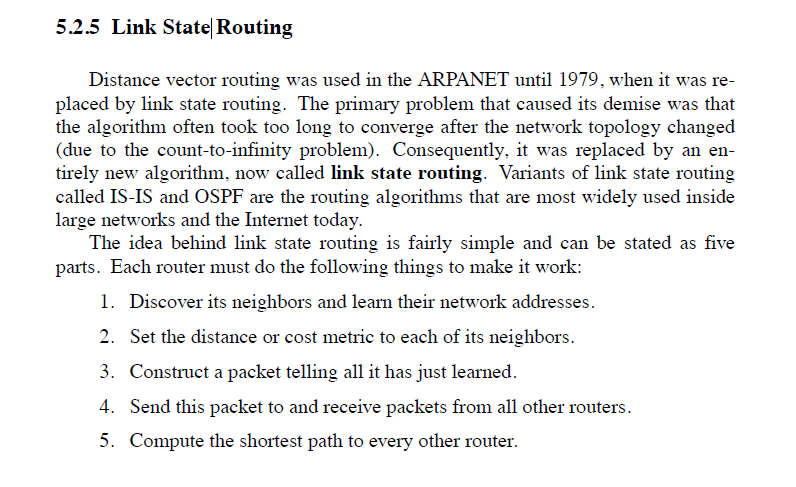 5.2.5 Link State Routing
Distance vector routing was used in the ARPANET until 1979, when it was re-
placed by link state routing. The primary problem that caused its demise was that
the algorithm often took too long to converge after the network topology changed
(due to the count-to-infinity problem). Consequently, it was replaced by an en-
tirely new algorithm, now called link state routing. Variants of link state routing
called IS-IS and OSPF are the routing algorithms that are most widely used inside
large networks and the Internet today.
The idea behind link state routing is fairly simple and can be stated as five
parts. Each router must do the following things to make it work:
1. Discover its neighbors and learn their network addresses.
2. Set the distance or cost metric to each of its neighbors.
3. Construct a packet telling all it has just learned.
4. Send this packet to and receive packets from all other routers.
5. Compute the shortest path to every other router.